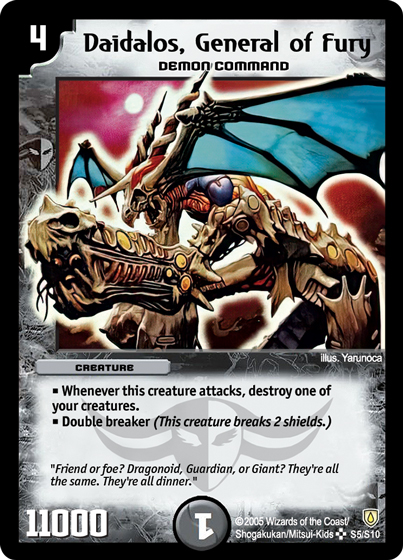 4
Daidalos, General of Fury
DEMON COMMAND
illus. Yarunoca
CREATURE
▪ Whenever this creature attacks, destroy one of
your creatures.
▪ Double breaker (This creature breaks 2 shields.)
"Friend or foe? Dragonoid, Guardian, or Giant? They're all
the same. They're all dinner."
11000
1
©2005 Wizards of the Coast/
Shogakukan/Mitsui-Kids S5/S10